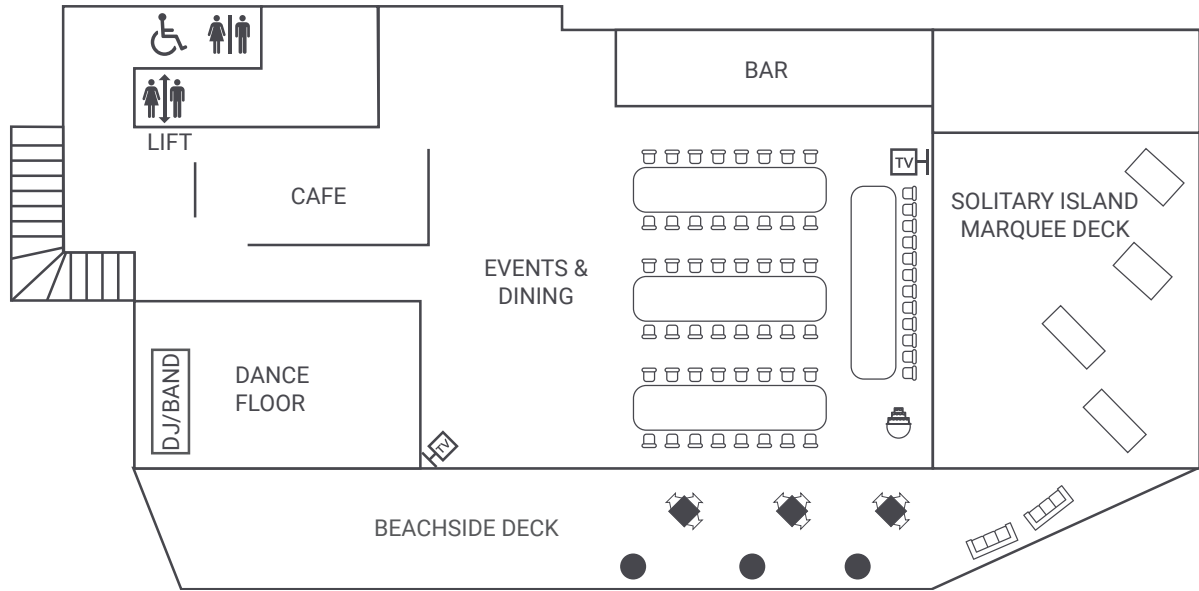 BAR
LIFT
TV
CAFE
SOLITARY ISLAND
MARQUEE DECK
EVENTS &
DINING
DJ/BAND
DANCE
FLOOR
TV
BEACHSIDE DECK